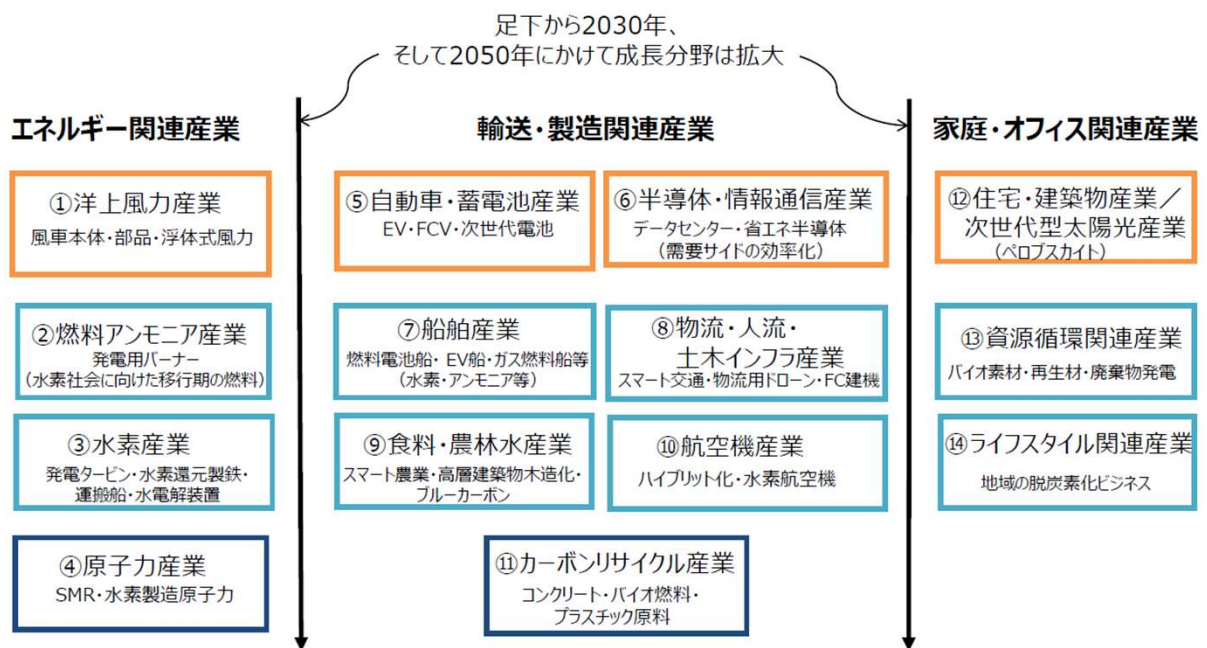 足下から2030年、
そして2050年にかけて成長分野は拡大
エネルギー関連産業
①洋上風力産業
風車本体・部品・浮体式風力
②燃料アンモニア産業
発電用バーナー
（水素社会に向けた移行期の燃料）
③水素産業
発電タービン・水素還元製鉄・
運搬船・水電解装置
④原子力産業
SMR・水素製造原子力
輸送・製造関連産業
⑤自動車・蓄電池産業
EV・FCV・次世代電池
⑥半導体・情報通信産業
データセンター・省エネ半導体
（需要サイドの効率化）
⑦船舶産業
燃料電池船・EV船・ガス燃料船等
（水素・アンモニア等）
⑧物流・人流・
土木インフラ産業
スマート交通・物流用ドローン・FC建機
⑨食料・農林水産業
スマート農業・高層建築物木造化・
ブルーカーボン
⑩航空機産業
ハイブリット化・水素航空機
⑪カーボンリサイクル産業
コンクリート・バイオ燃料・
プラスチック原料
家庭・オフィス関連産業
⑫住宅・建築物産業／
次世代型太陽光産業
（ペロブスカイト）
⑬資源循環関連産業
バイオ素材・再生材・廃棄物発電
⑭ライフスタイル関連産業
地域の脱炭素化ビジネス